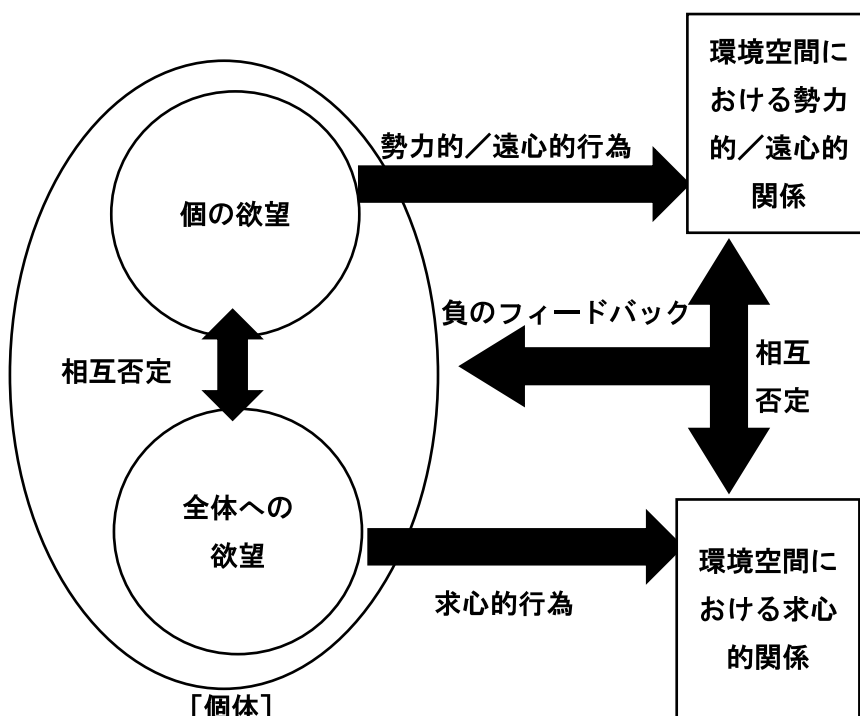 環境空間に
おける勢力
的／遠心的
関係
勢力的／遠心的行為
個の欲望
負のフィードバック
相互否定
相互
否定
全体への
欲望
環境空間に
おける求心
的関係
求心的行為
［個体］